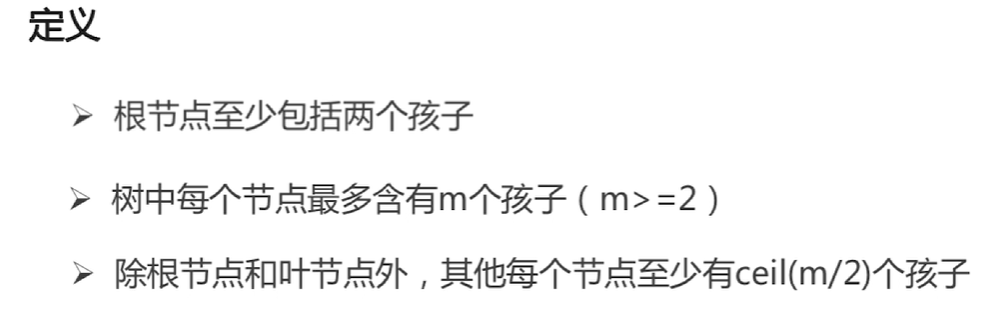 定义
➢ 根节点至少包括两个孩子
➢ 树中每个节点最多含有m个孩子（m>=2）
➢ 除根节点和叶节点外，其他每个节点至少有ceil(m/2)个孩子